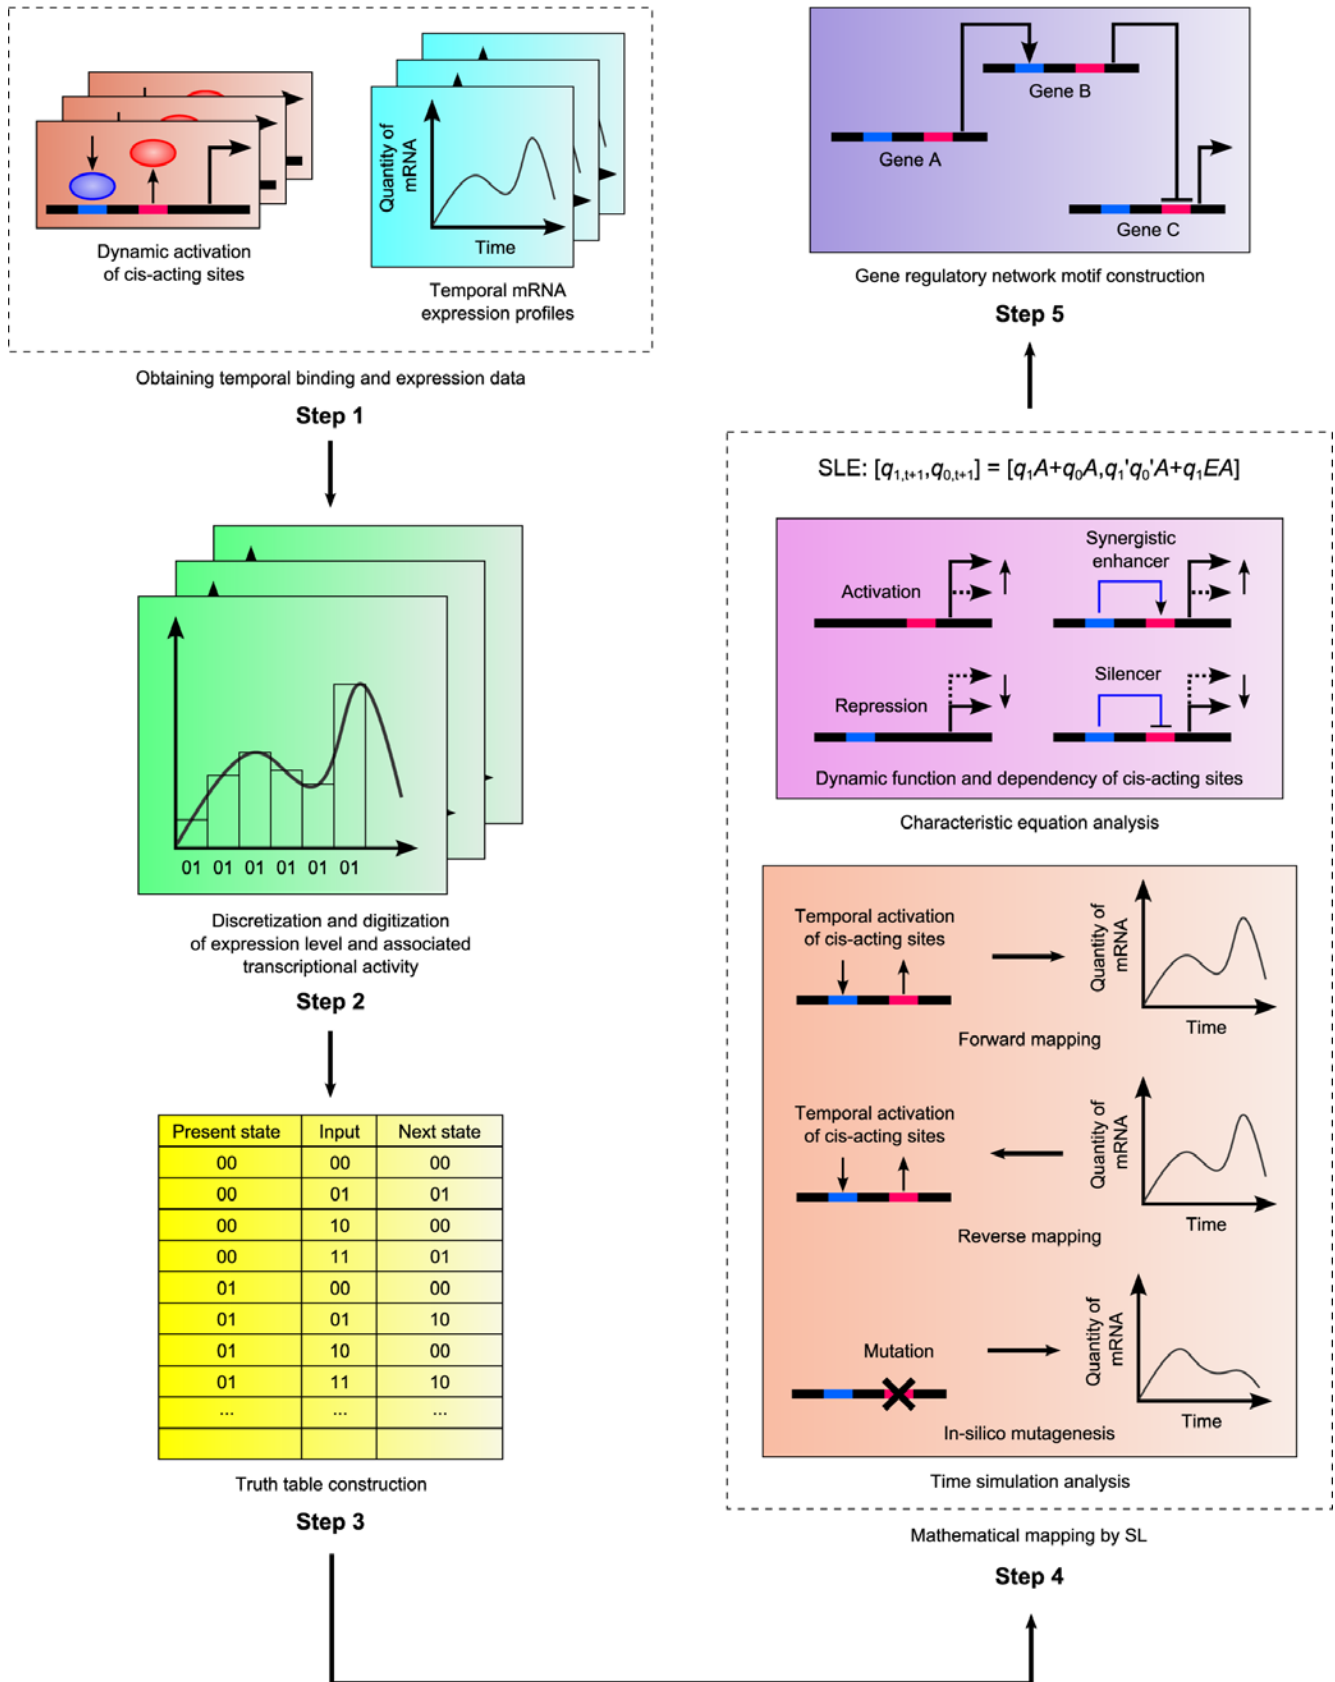 Quantity of
mRNA
Time
Dynamic activation
of cis-acting sites
Temporal mRNA
expression profiles
Obtaining temporal binding and expression data
Step 1
01 01 01 01 01 01
Discretization and digitization
of expression level and associated
transcriptional activity
Step 2
Present state Input Next state
00 00 00
00 01 01
00 10 00
00 11 01
01 00 00
01 01 10
01 10 00
01 11 10
... ... ...
Truth table construction
Step 3
Gene B
Gene A
Gene C
Gene regulatory network motif construction
Step 5
SLE: [q1,t+1,q0,t+1] = [q1A+q0A,q1'q0'A+q1EA]
Synergistic
enhancer
Activation
Silencer
Repression
Dynamic function and dependency of cis-acting sites
Characteristic equation analysis
Temporal activation
of cis-acting sites
Quantity of
mRNA
Time
Forward mapping
Temporal activation
of cis-acting sites
Quantity of
mRNA
Time
Reverse mapping
Mutation
Quantity of
mRNA
Time
In-silico mutagenesis
Time simulation analysis
Mathematical mapping by SL
Step 4